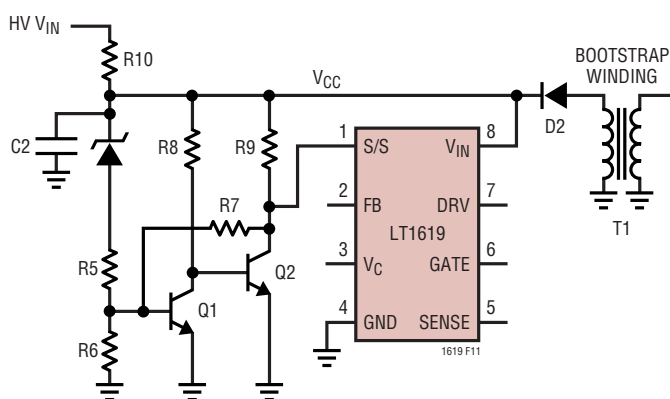 HV VIN
R10
VCC
BOOTSTRAP
WINDING
D2
T1
C2
R8
R9
R7
R5
R6
Q1
Q2
1
S/S
VIN
8
2
FB
DRV
7
LT1619
3
VC
GATE
6
4
GND
SENSE
5
1619 F11